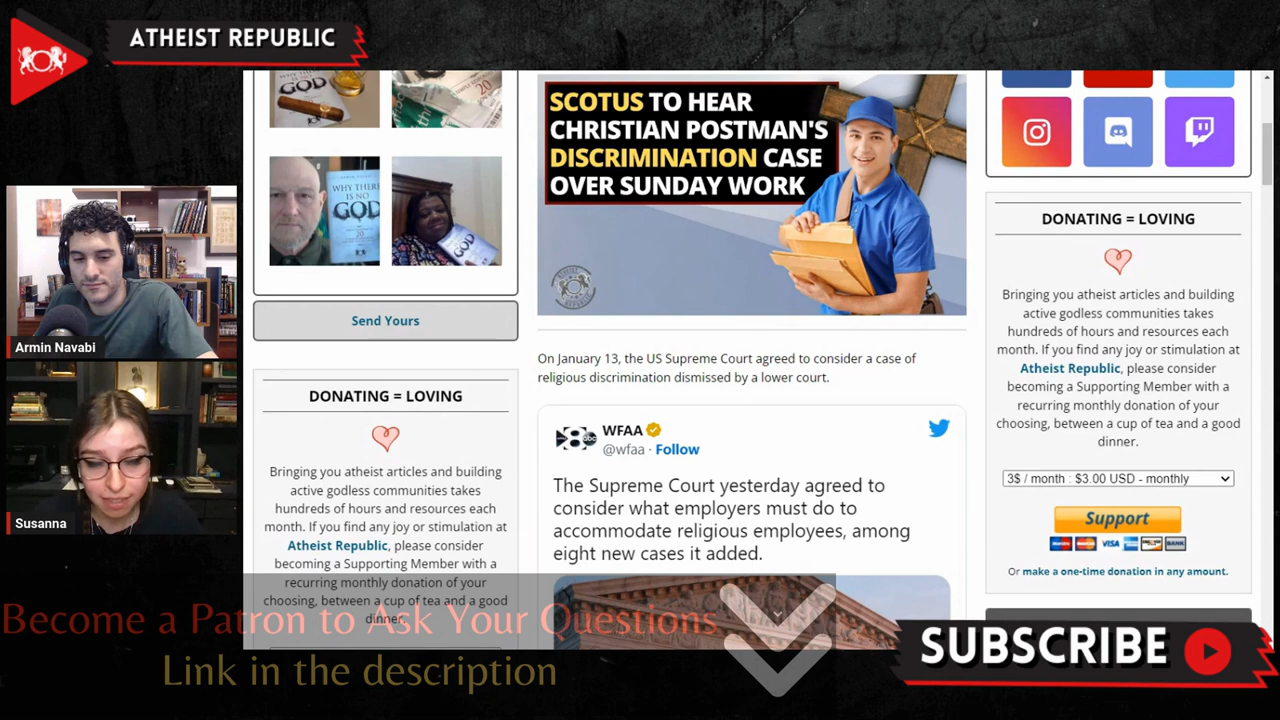 ATHEIST REPUBLIC
Armin Navabi
Susanna
GOD
20
WHY THERE
IS NO
GOD
20
GOD
Send Yours
DONATING = LOVING
Bringing you atheist articles and building
active godless communities takes
hundreds of hours and resources each
month. If you find any joy or stimulation at
Atheist Republic, please consider
becoming a Supporting Member with a
recurring monthly donation of your
choosing, between a cup of tea and a good
dinner.
SCOTUS TO HEAR
CHRISTIAN POSTMAN'S
DISCRIMINATION CASE
OVER SUNDAY WORK
ATHEIST
REPUBLIC
On January 13, the US Supreme Court agreed to consider a case of
religious discrimination dismissed by a lower court.
8 abc
WFAA
@wfaa · Follow
The Supreme Court yesterday agreed to
consider what employers must do to
accommodate religious employees, among
eight new cases it added.
DONATING = LOVING
Bringing you atheist articles and building
active godless communities takes
hundreds of hours and resources each
month. If you find any joy or stimulation at
Atheist Republic, please consider
becoming a Supporting Member with a
recurring monthly donation of your
choosing, between a cup of tea and a good
dinner.
3$ / month : $3.00 USD - monthly
Support
VISA
BANK
Or make a one-time donation in any amount.
Become a Patron to Ask Your Questions
Link in the description
SUBSCRIBE